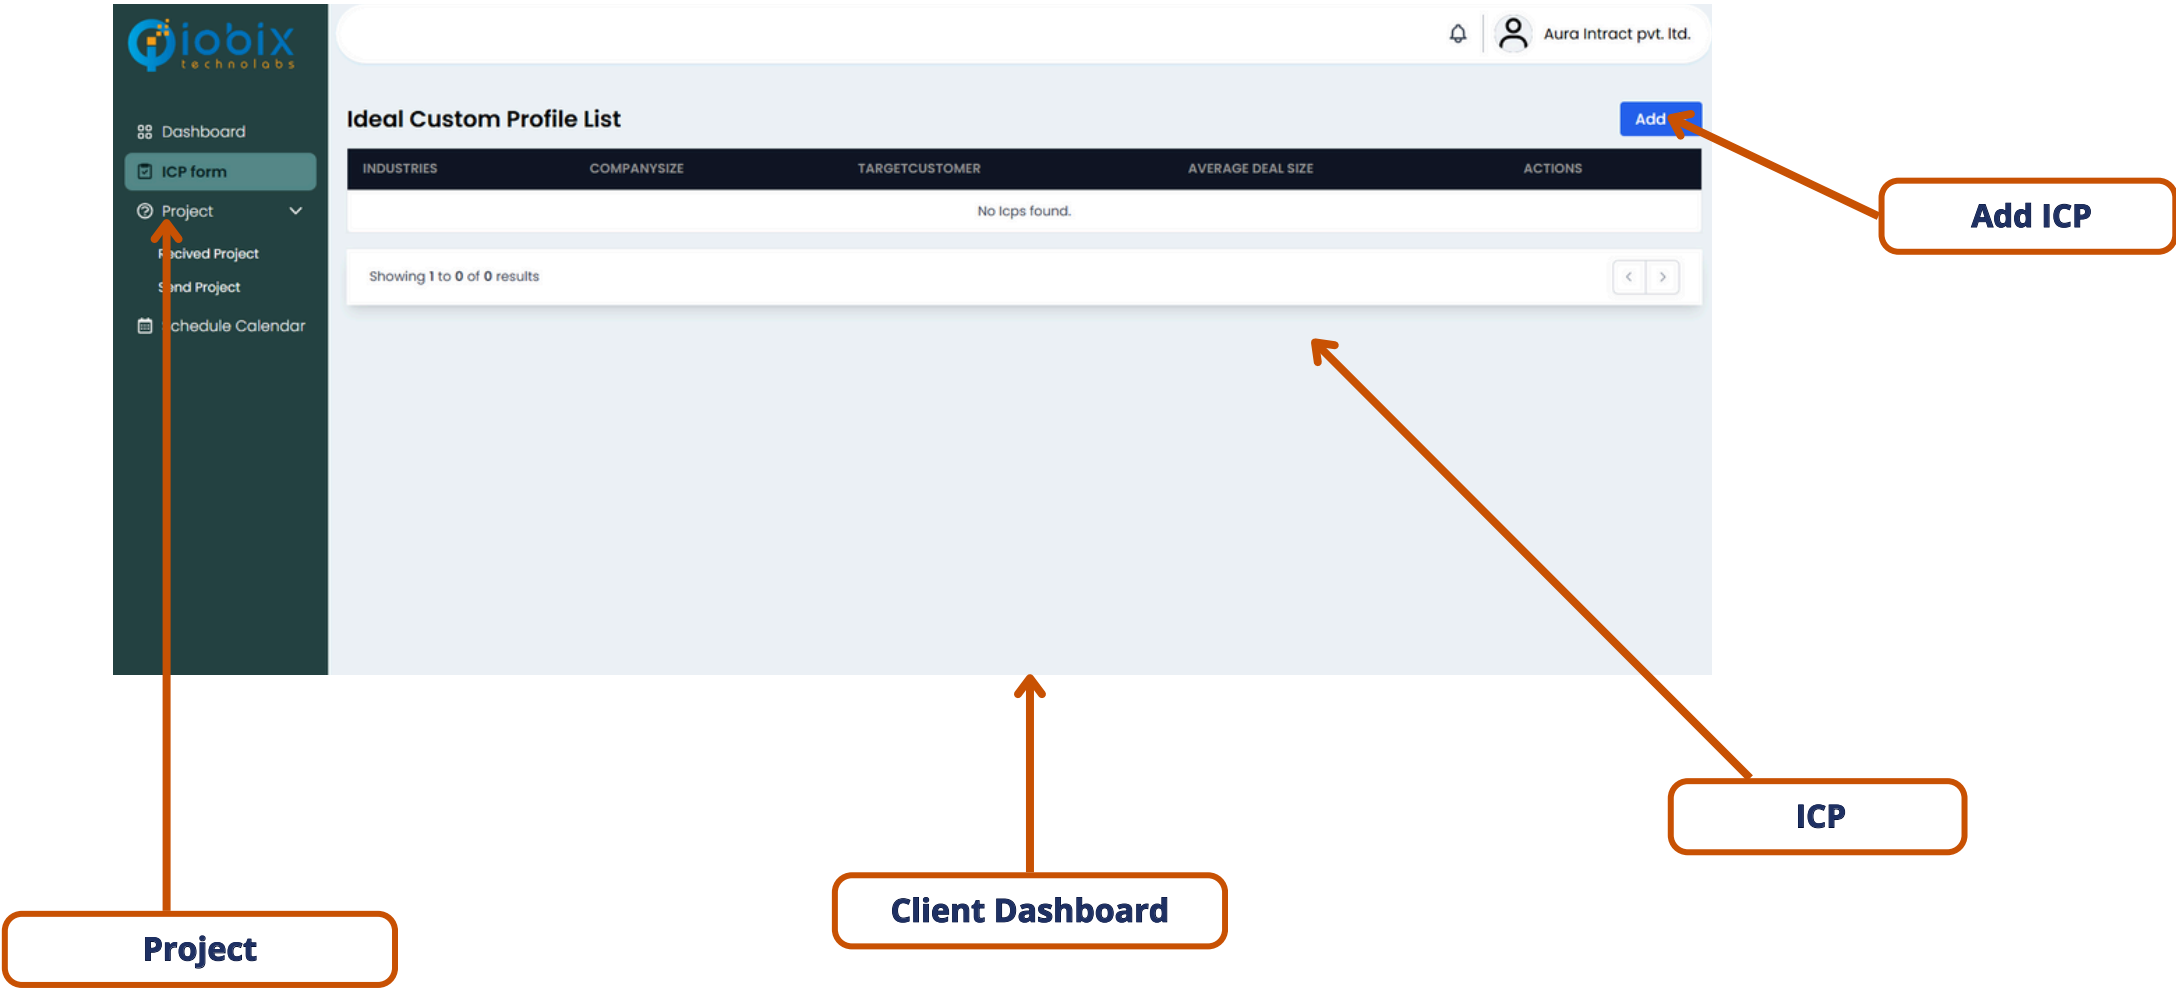 iobix
technolabs
Aura Intract pvt. ltd.
Dashboard
ICP form
Project
Recived Project
Send Project
Schedule Calendar
Ideal Custom Profile List
Add
INDUSTRIES COMPANYSIZE TARGETCUSTOMER AVERAGE DEAL SIZE ACTIONS
No Icps found.
Showing 1 to 0 of 0 results
Add ICP
ICP
Client Dashboard
Project